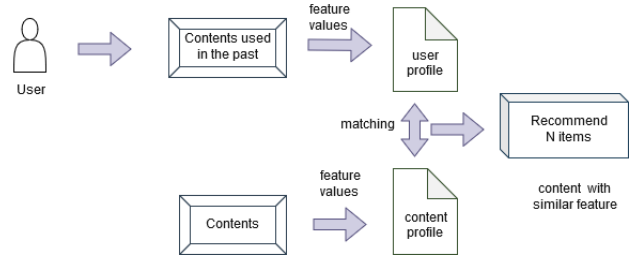 feature
values
Contents used
in the past
user
profile
User
matching
Recommend
N items
feature
values
content with
similar feature
Contents
content
profile